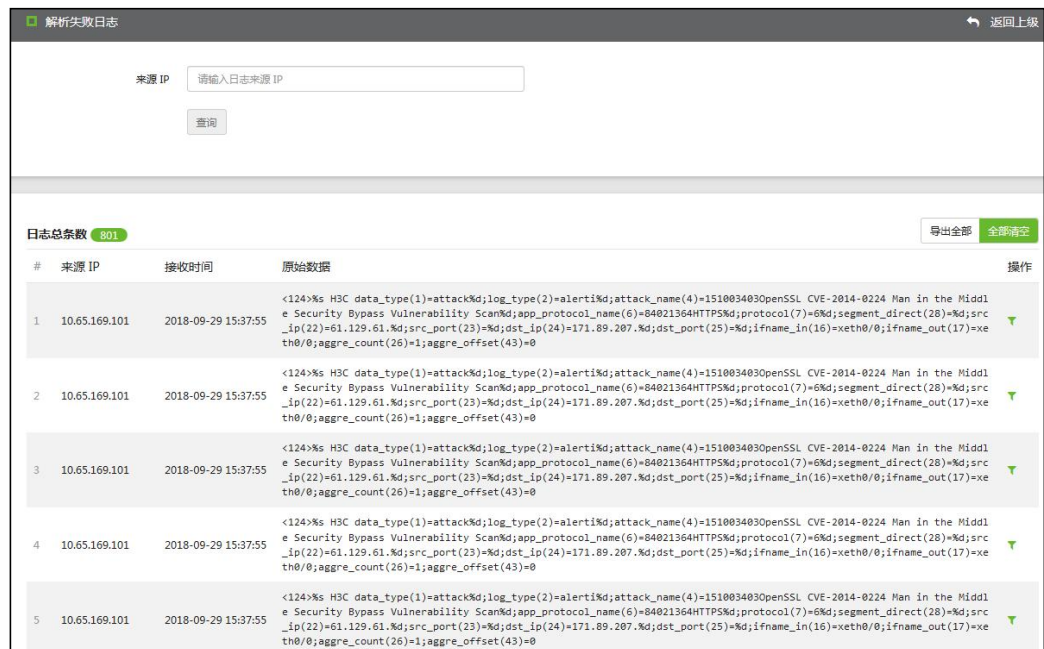 解析失败日志
返回上级
来源 IP
请输入日志来源 IP
查询
日志总条数 801
导出全部 全部清空
# 来源 IP 接收时间 原始数据 操作
<124>%s H3C data_type(1)=attack%d;log_type(2)=alerti%d;attack_name(4)=151003403OpenSSL CVE-2014-0224 Man in the Middl
1 10.65.169.101 2018-09-29 15:37:55 e Security Bypass Vulnerability Scan%d;app_protocol_name(6)=84021364HTTPS%d;protocol(7)=6%d;segment_direct(28)=%d;src
_ip(22)=61.129.61.%d;src_port(23)=%d;dst_ip(24)=171.89.207.%d;dst_port(25)=%d;ifname_in(16)=xeth0/0;ifname_out(17)=xe
th0/0;aggre_count(26)=1;aggre_offset(43)=0
<124>%s H3C data_type(1)=attack%d;log_type(2)=alerti%d;attack_name(4)=151003403OpenSSL CVE-2014-0224 Man in the Middl
2 10.65.169.101 2018-09-29 15:37:55 e Security Bypass Vulnerability Scan%d;app_protocol_name(6)=84021364HTTPS%d;protocol(7)=6%d;segment_direct(28)=%d;src
_ip(22)=61.129.61.%d;src_port(23)=%d;dst_ip(24)=171.89.207.%d;dst_port(25)=%d;ifname_in(16)=xeth0/0;ifname_out(17)=xe
th0/0;aggre_count(26)=1;aggre_offset(43)=0
<124>%s H3C data_type(1)=attack%d;log_type(2)=alerti%d;attack_name(4)=151003403OpenSSL CVE-2014-0224 Man in the Middl
3 10.65.169.101 2018-09-29 15:37:55 e Security Bypass Vulnerability Scan%d;app_protocol_name(6)=84021364HTTPS%d;protocol(7)=6%d;segment_direct(28)=%d;src
_ip(22)=61.129.61.%d;src_port(23)=%d;dst_ip(24)=171.89.207.%d;dst_port(25)=%d;ifname_in(16)=xeth0/0;ifname_out(17)=xe
th0/0;aggre_count(26)=1;aggre_offset(43)=0
<124>%s H3C data_type(1)=attack%d;log_type(2)=alerti%d;attack_name(4)=151003403OpenSSL CVE-2014-0224 Man in the Middl
4 10.65.169.101 2018-09-29 15:37:55 e Security Bypass Vulnerability Scan%d;app_protocol_name(6)=84021364HTTPS%d;protocol(7)=6%d;segment_direct(28)=%d;src
_ip(22)=61.129.61.%d;src_port(23)=%d;dst_ip(24)=171.89.207.%d;dst_port(25)=%d;ifname_in(16)=xeth0/0;ifname_out(17)=xe
th0/0;aggre_count(26)=1;aggre_offset(43)=0
<124>%s H3C data_type(1)=attack%d;log_type(2)=alerti%d;attack_name(4)=151003403OpenSSL CVE-2014-0224 Man in the Middl
5 10.65.169.101 2018-09-29 15:37:55 e Security Bypass Vulnerability Scan%d;app_protocol_name(6)=84021364HTTPS%d;protocol(7)=6%d;segment_direct(28)=%d;src
_ip(22)=61.129.61.%d;src_port(23)=%d;dst_ip(24)=171.89.207.%d;dst_port(25)=%d;ifname_in(16)=xeth0/0;ifname_out(17)=xe
th0/0;aggre_count(26)=1;aggre_offset(43)=0